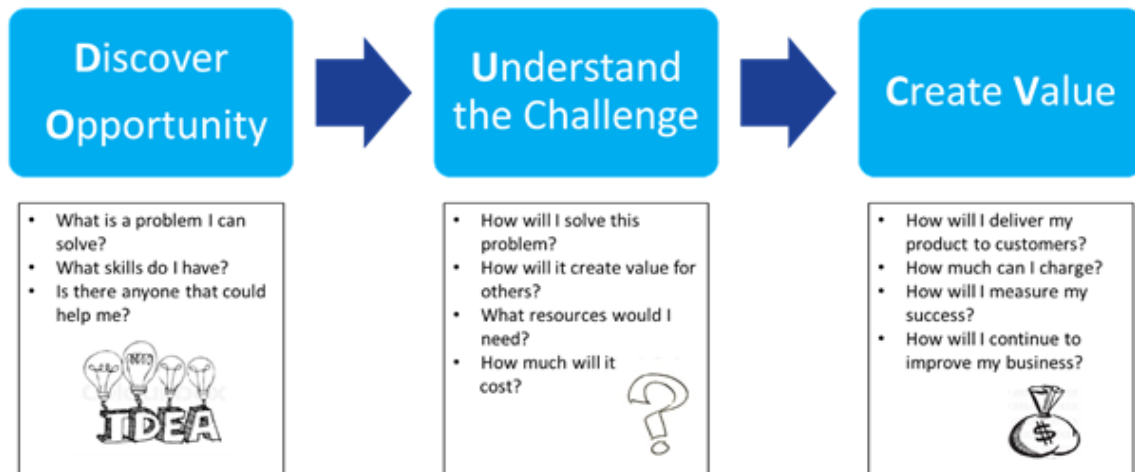 Discover
Opportunity
Understand
the Challenge
Create Value
• What is a problem I can
solve?
• What skills do I have?
• Is there anyone that could
help me?
IDEA
• How will I solve this
problem?
• How will it create value for
others?
• What resources would I
need?
• How much will it
cost?
?
• How will I deliver my
product to customers?
• How much can I charge?
• How will I measure my
success?
• How will I continue to
improve my business?
$